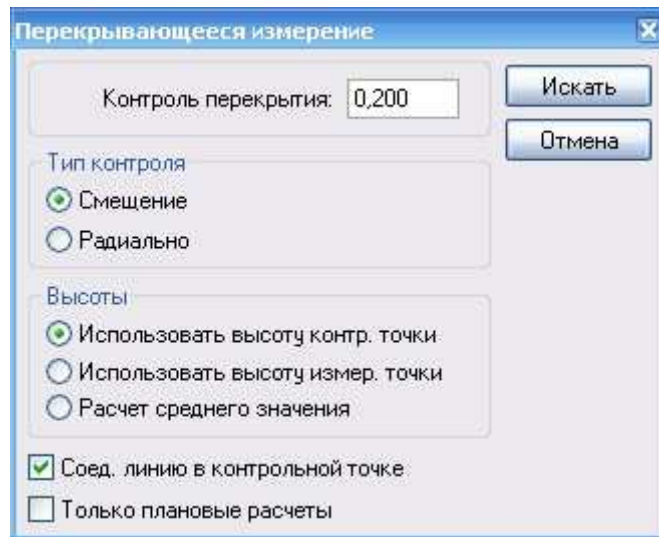 Перекрывающееся измерение
Контроль перекрытия: 0,200
Искать
Отмена
Тип контроля
Смещение
Радиально
Высоты
Использовать высоту контр. точки
Использовать высоту измер. точки
Расчет среднего значения
Соед. линию в контрольной точке
Только плановые расчеты